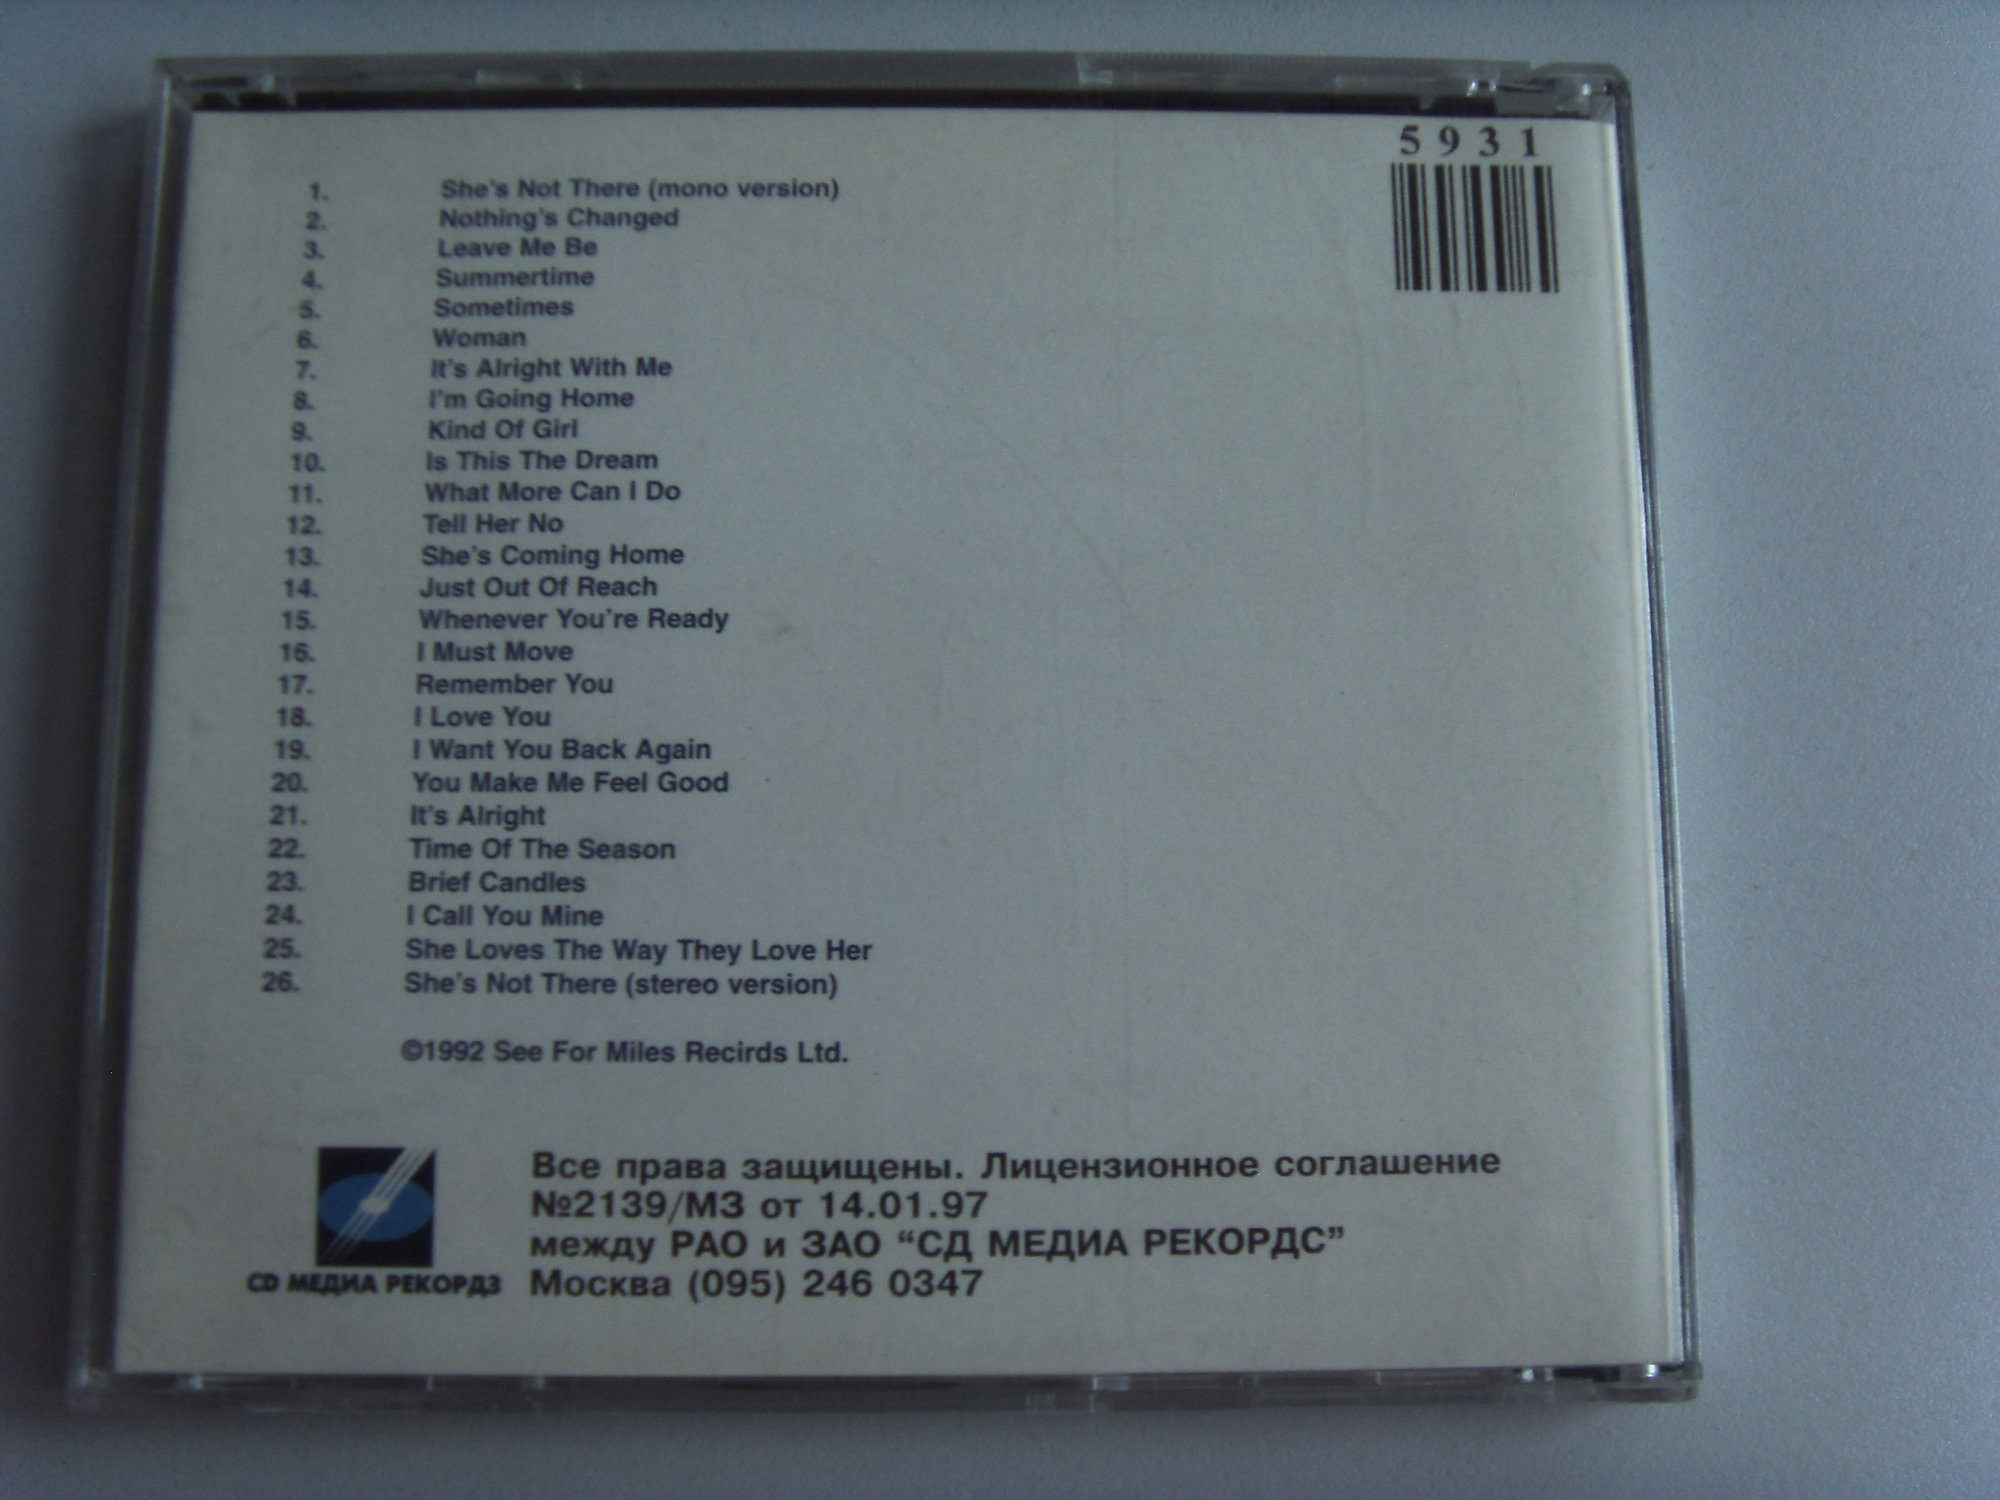 5931
1. She's Not There (mono version)
2. Nothing's Changed
3. Leave Me Be
4. Summertime
5. Sometimes
6. Woman
7. It's Alright With Me
8. I'm Going Home
9. Kind Of Girl
10. Is This The Dream
11. What More Can I Do
12. Tell Her No
13. She's Coming Home
14. Just Out Of Reach
15. Whenever You're Ready
16. I Must Move
17. Remember You
18. I Love You
19. I Want You Back Again
20. You Make Me Feel Good
21. It's Alright
22. Time Of The Season
23. Brief Candles
24. I Call You Mine
25. She Loves The Way They Love Her
26. She's Not There (stereo version)
©1992 See For Miles Recirds Ltd.
Все права защищены. Лицензионное соглашение
№2139/МЗ от 14.01.97
между РАО и ЗАО “СД МЕДИА РЕКОРДС”
Москва (095) 246 0347
CD МЕДИА РЕКОРДЗ